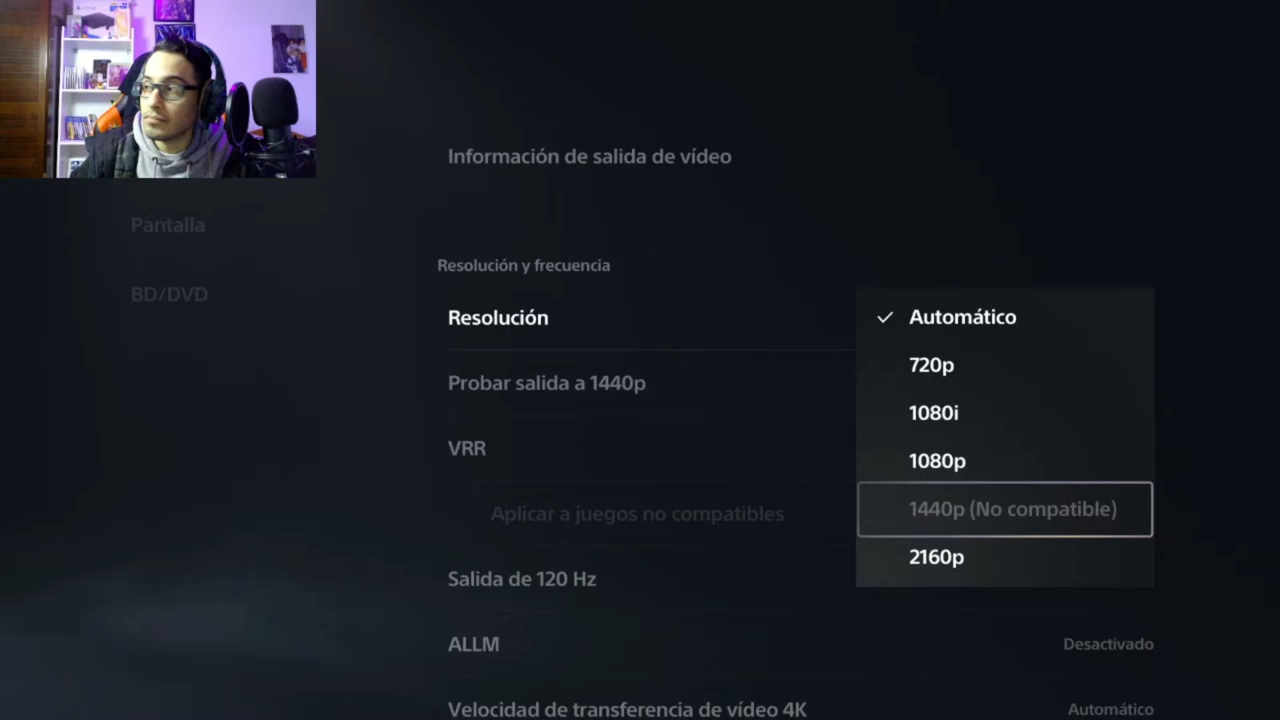 Información de salida de vídeo
Pantalla
BD/DVD
Resolución y frecuencia
Resolución
Automático
720p
1080i
1080p
1440p (No compatible)
2160p
Probar salida a 1440p
VRR
Aplicar a juegos no compatibles
Salida de 120 Hz
ALLM
Desactivado
Velocidad de transferencia de vídeo 4K
Automático